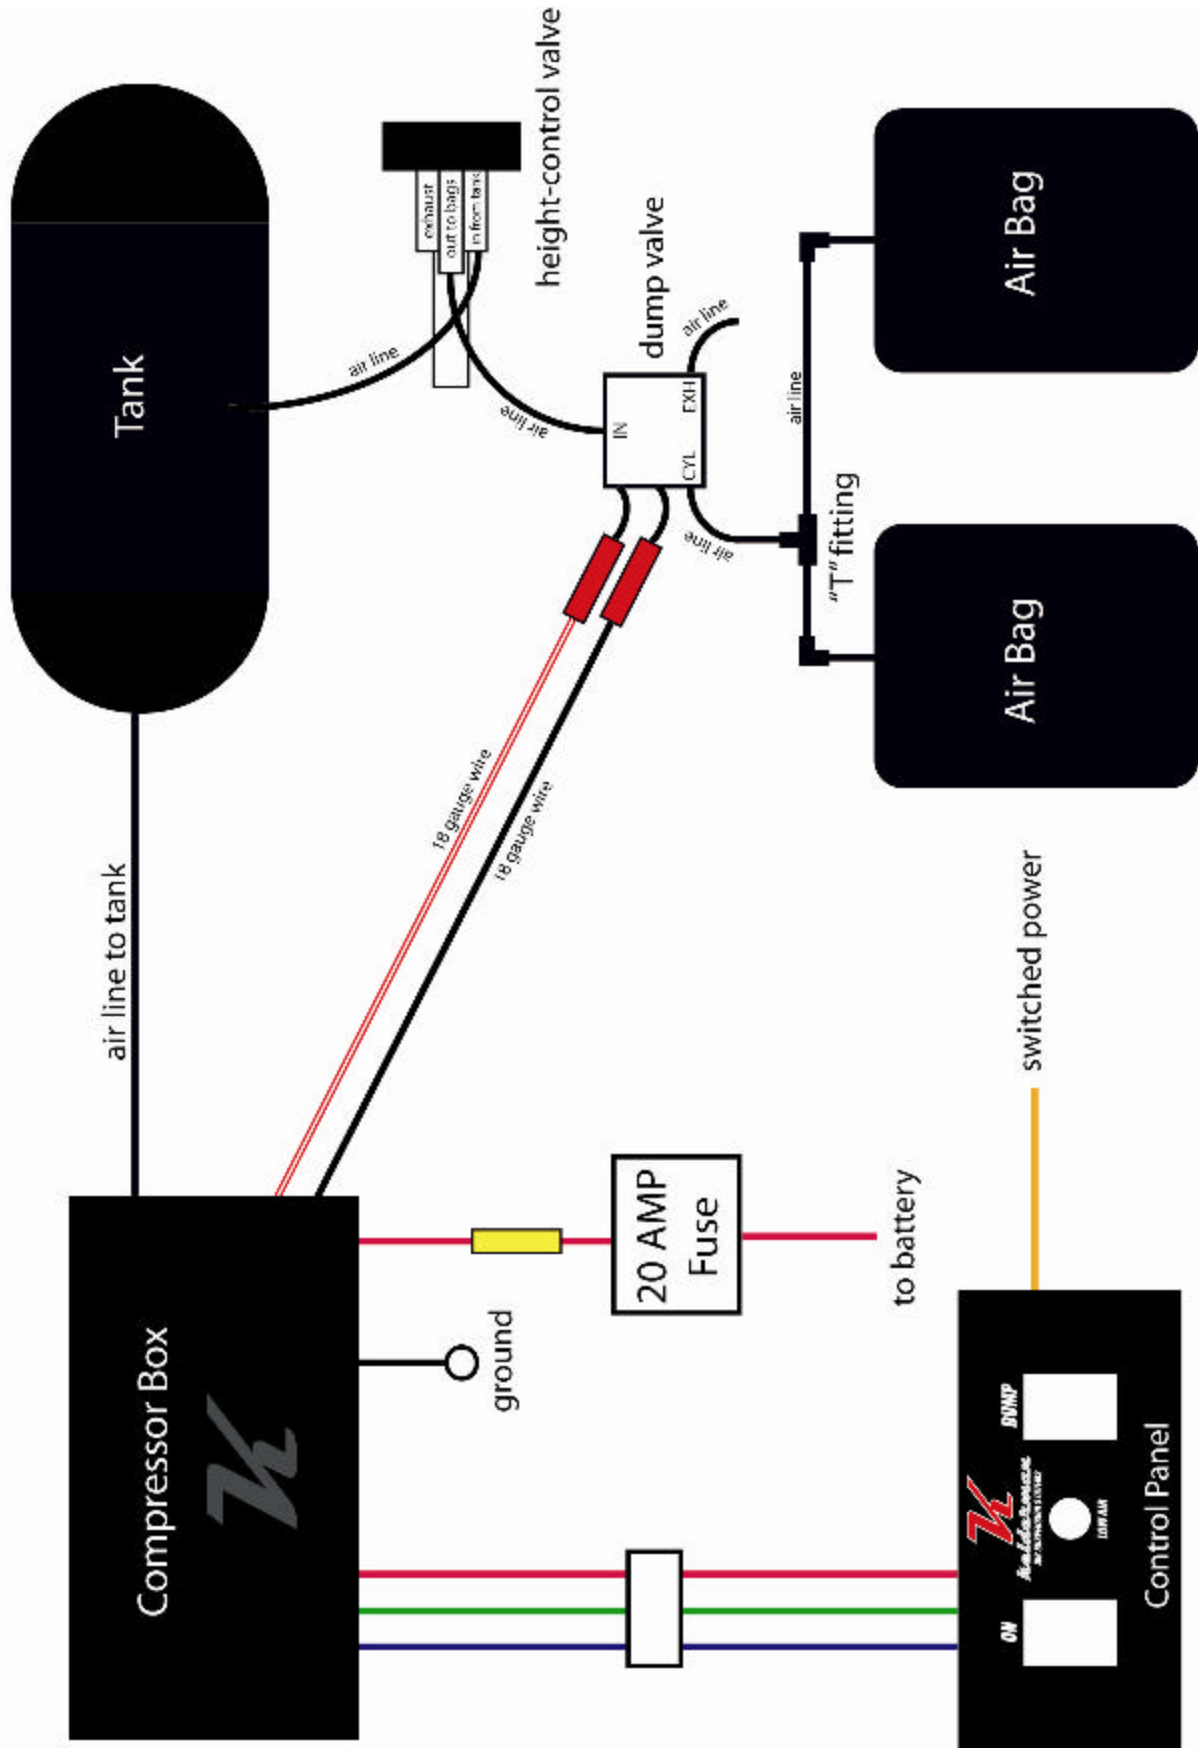 Tank
exhaust
out to bags
in from tank
height-control valve
air line
air line
dump valve
IN
CYL
EXH
air line
air line
air line
"T" fitting
Air Bag
Air Bag
air line to tank
18 gauge wire
18 gauge wire
Compressor Box
20 AMP
Fuse
ground
to battery
switched power
ON
Kelderman
LOW AIR
DUMP
Control Panel